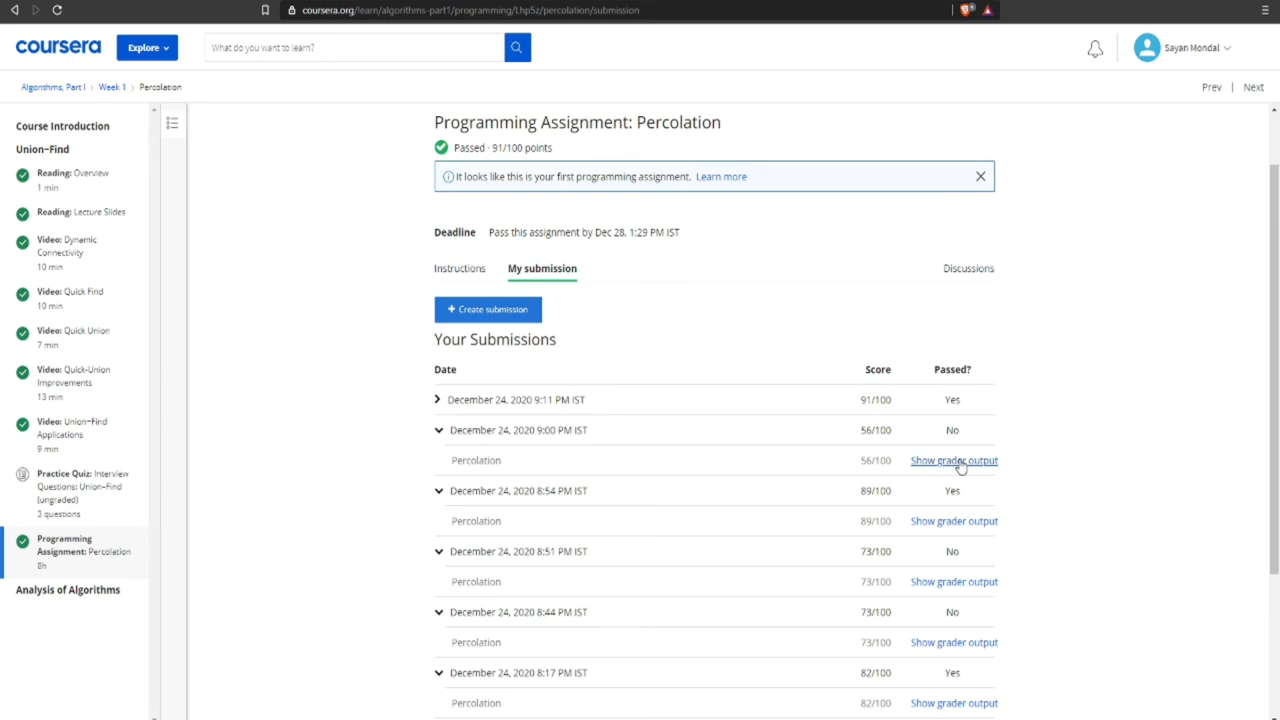 coursera.org/learn/algorithms-part1/programming/Lhp5z/percolation/submission
coursera
Explore
What do you want to learn?
Sayan Mondal
Algorithms, Part I > Week 1 > Percolation
Prev | Next
Course Introduction
Union–Find
Reading: Overview
1 min
Reading: Lecture Slides
Video: Dynamic
Connectivity
10 min
Video: Quick Find
10 min
Video: Quick Union
7 min
Video: Quick-Union
Improvements
13 min
Video: Union–Find
Applications
9 min
Practice Quiz: Interview
Questions: Union–Find
(ungraded)
3 questions
Programming
Assignment: Percolation
8h
Analysis of Algorithms
Programming Assignment: Percolation
Passed · 91/100 points
It looks like this is your first programming assignment. Learn more
Deadline Pass this assignment by Dec 28, 1:29 PM IST
Instructions My submission Discussions
+ Create submission
Your Submissions
Date Score Passed?
December 24, 2020 9:11 PM IST 91/100 Yes
December 24, 2020 9:00 PM IST 56/100 No
Percolation 56/100 Show grader output
December 24, 2020 8:54 PM IST 89/100 Yes
Percolation 89/100 Show grader output
December 24, 2020 8:51 PM IST 73/100 No
Percolation 73/100 Show grader output
December 24, 2020 8:44 PM IST 73/100 No
Percolation 73/100 Show grader output
December 24, 2020 8:17 PM IST 82/100 Yes
Percolation 82/100 Show grader output